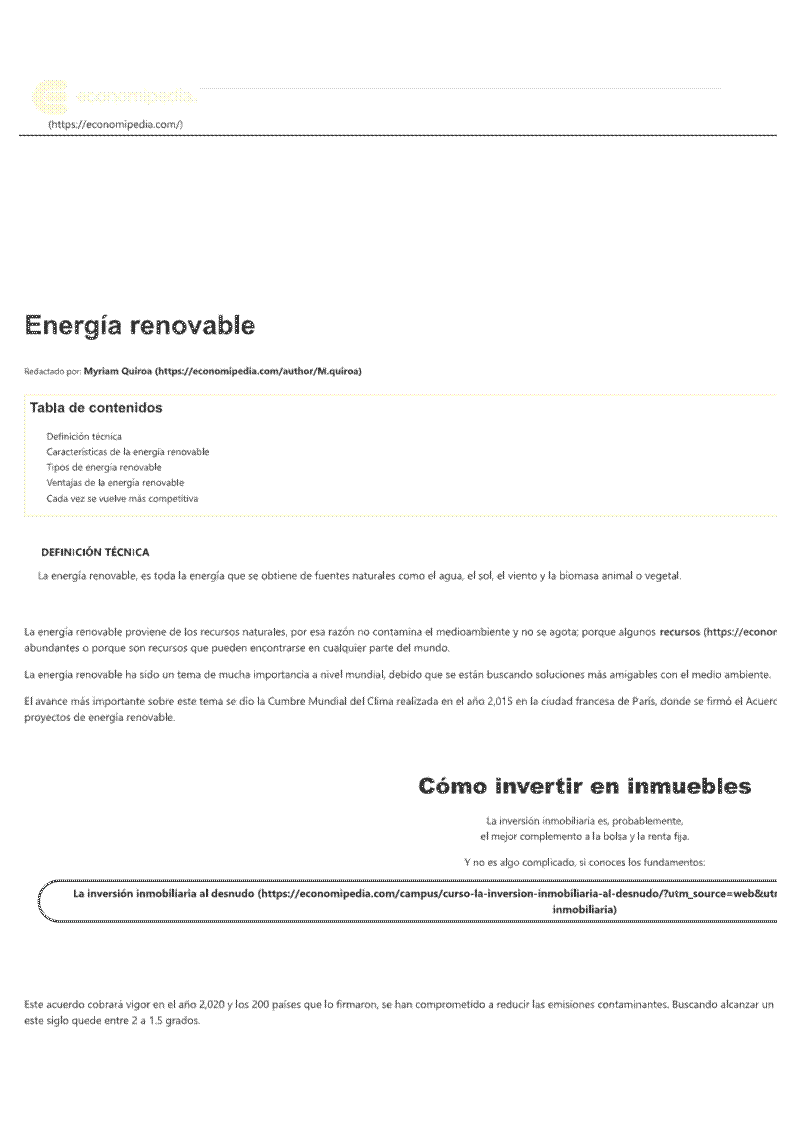 economipedia
(https://economipedia.com/)
Energía renovable
Redactado por: Myriam Quiroa (https://economipedia.com/author/M.quiroa)
Tabla de contenidos
Definición técnica
Características de la energía renovable
Tipos de energía renovable
Ventajas de la energía renovable
Cada vez se vuelve más competitiva
DEFINICIÓN TÉCNICA
La energía renovable, es toda la energía que se obtiene de fuentes naturales como el agua, el sol, el viento y la biomasa animal o vegetal.
La energía renovable proviene de los recursos naturales, por esa razón no contamina el medioambiente y no se agota; porque algunos recursos (https://econom
abundantes o porque son recursos que pueden encontrarse en cualquier parte del mundo.
La energía renovable ha sido un tema de mucha importancia a nivel mundial, debido que se están buscando soluciones más amigables con el medio ambiente.
El avance más importante sobre este tema se dio la Cumbre Mundial del Clima realizada en el año 2,015 en la ciudad francesa de París, donde se firmó el Acuerd
proyectos de energía renovable.
Cómo invertir en inmuebles
La inversión inmobiliaria es, probablemente,
el mejor complemento a la bolsa y la renta fija.
Y no es algo complicado, si conoces los fundamentos:
La inversión inmobiliaria al desnudo (https://economipedia.com/campus/curso-la-inversion-inmobiliaria-al-desnudo/?utm_source=web&utm
inmobiliaria)
Este acuerdo cobrará vigor en el año 2,020 y los 200 países que lo firmaron, se han comprometido a reducir las emisiones contaminantes. Buscando alcanzar un
este siglo quede entre 2 a 1.5 grados.